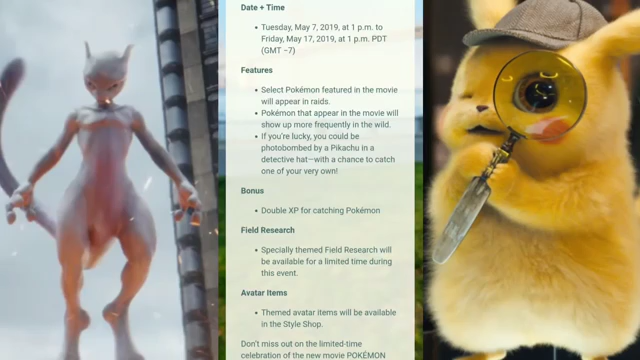 Date + Time
• Tuesday, May 7, 2019, at 1 p.m. to
Friday, May 17, 2019, at 1 p.m. PDT
(GMT −7)
Features
• Select Pokémon featured in the movie
will appear in raids.
• Pokémon that appear in the movie will
show up more frequently in the wild.
• If you're lucky, you could be
photobombed by a Pikachu in a
detective hat—with a chance to catch
one of your very own!
Bonus
• Double XP for catching Pokémon
Field Research
• Specially themed Field Research will
be available for a limited time during
this event.
Avatar Items
• Themed avatar items will be available
in the Style Shop.
Don't miss out on the limited-time
celebration of the new movie POKÉMON